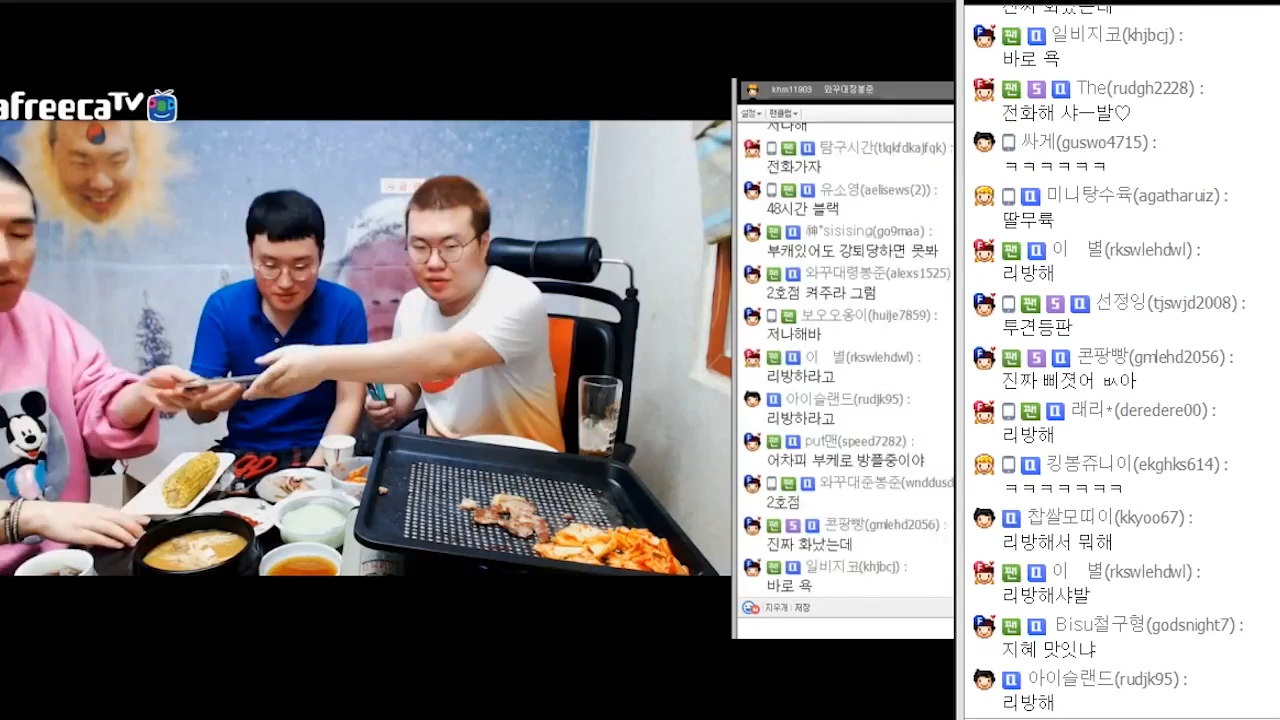 afreecaTV
khm11903 와꾸대장봉준
설정 팬클럽
저나해
탐구시간(tlqkfdkajfqk) :
전화가자
유소영(aelisews(2)) :
48시간 블랙
神"sisising(go9maa) :
부캐있어도 강퇴당하면 못봐
와꾸대령봉준(alexs1525)
2호점 켜주라 그럼
보오오옹이(huije7859) :
저나해바
이 별(rkswlehdwl) :
리방하라고
아이슬랜드(rudjk95) :
리방하라고
put맨(speed7282) :
어차피 부케로 방플중이야
와꾸대준봉준(wnddusd
2호점
콘팡빵(gmlehd2056) :
진짜 화났는데
일비지코(khjbcj) :
바로 욕
지우개 저장
진짜 화났는데
일비지코(khjbcj) :
바로 욕
The(rudgh2228) :
전화해 샤ㅡ발♡
싸게(guswo4715) :
ㅋㅋㅋㅋㅋㅋ
미니탕수육(agatharuiz) :
딸무룩
이 별(rkswlehdwl) :
리방해
선졍잉(tjswjd2008) :
투견등판
콘팡빵(gmlehd2056) :
진짜 삐졋어 ㅄ아
래리*(deredere00) :
리방해
킹봉쥬니이(ekghks614) :
ㅋㅋㅋㅋㅋㅋㅋ
찹쌀모띠이(kkyoo67) :
리방해서 뭐해
이 별(rkswlehdwl) :
리방해샤발
Bisu철구형(godsnight7) :
지혜 맛잇냐
아이슬랜드(rudjk95) :
리방해